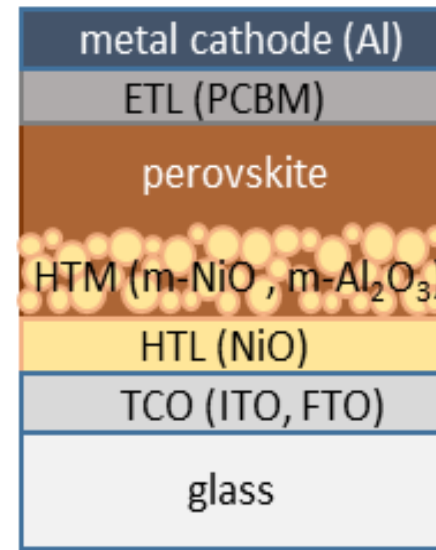 metal cathode (Al)
ETL (PCBM)
perovskite
HTM (m-NiO , m-Al₂O₃,
HTL (NiO)
TCO (ITO, FTO)
glass